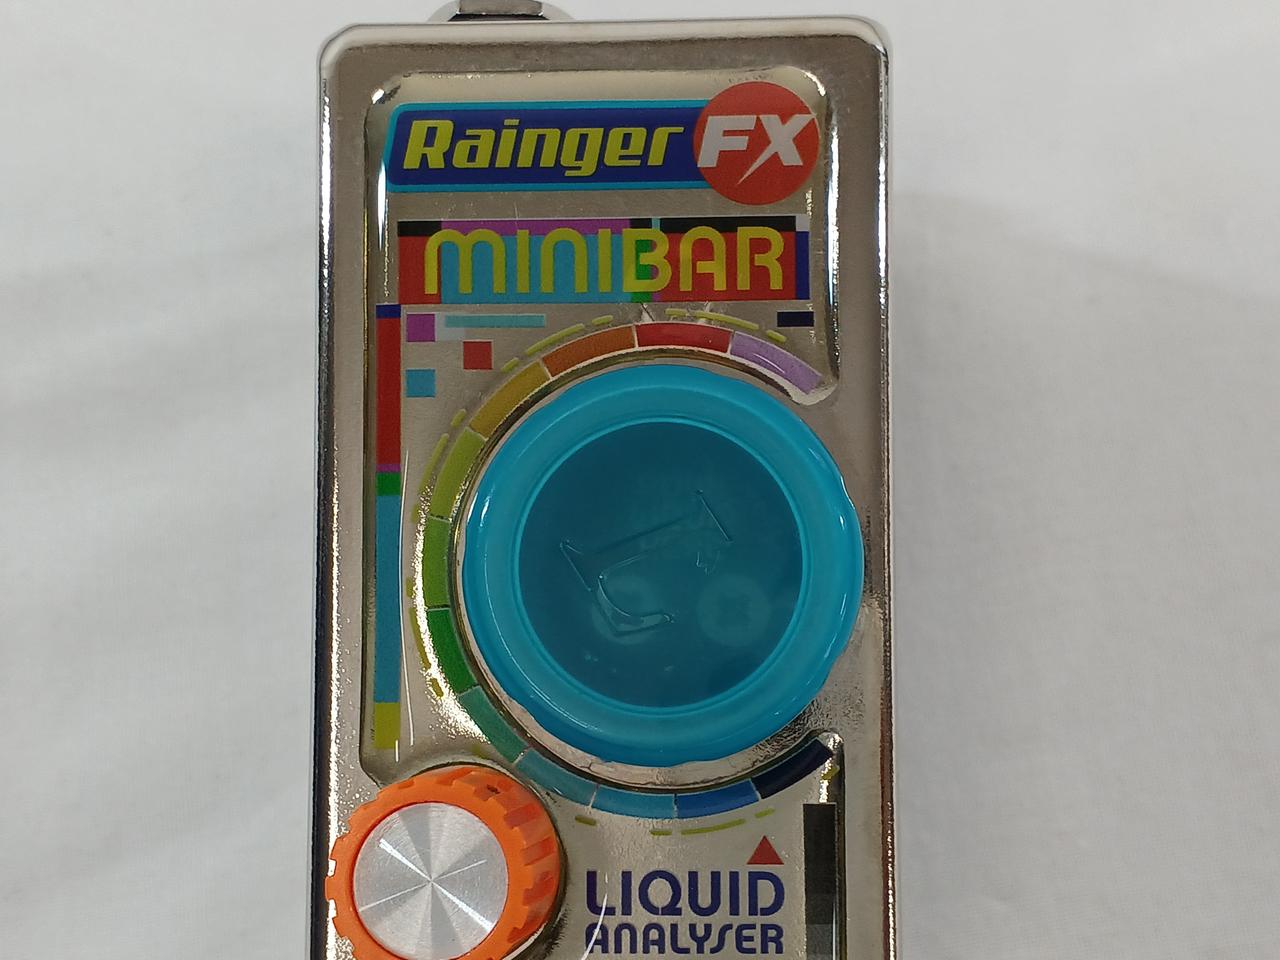 Rainger FX
MINIBAR
LIQUID
ANALYSER